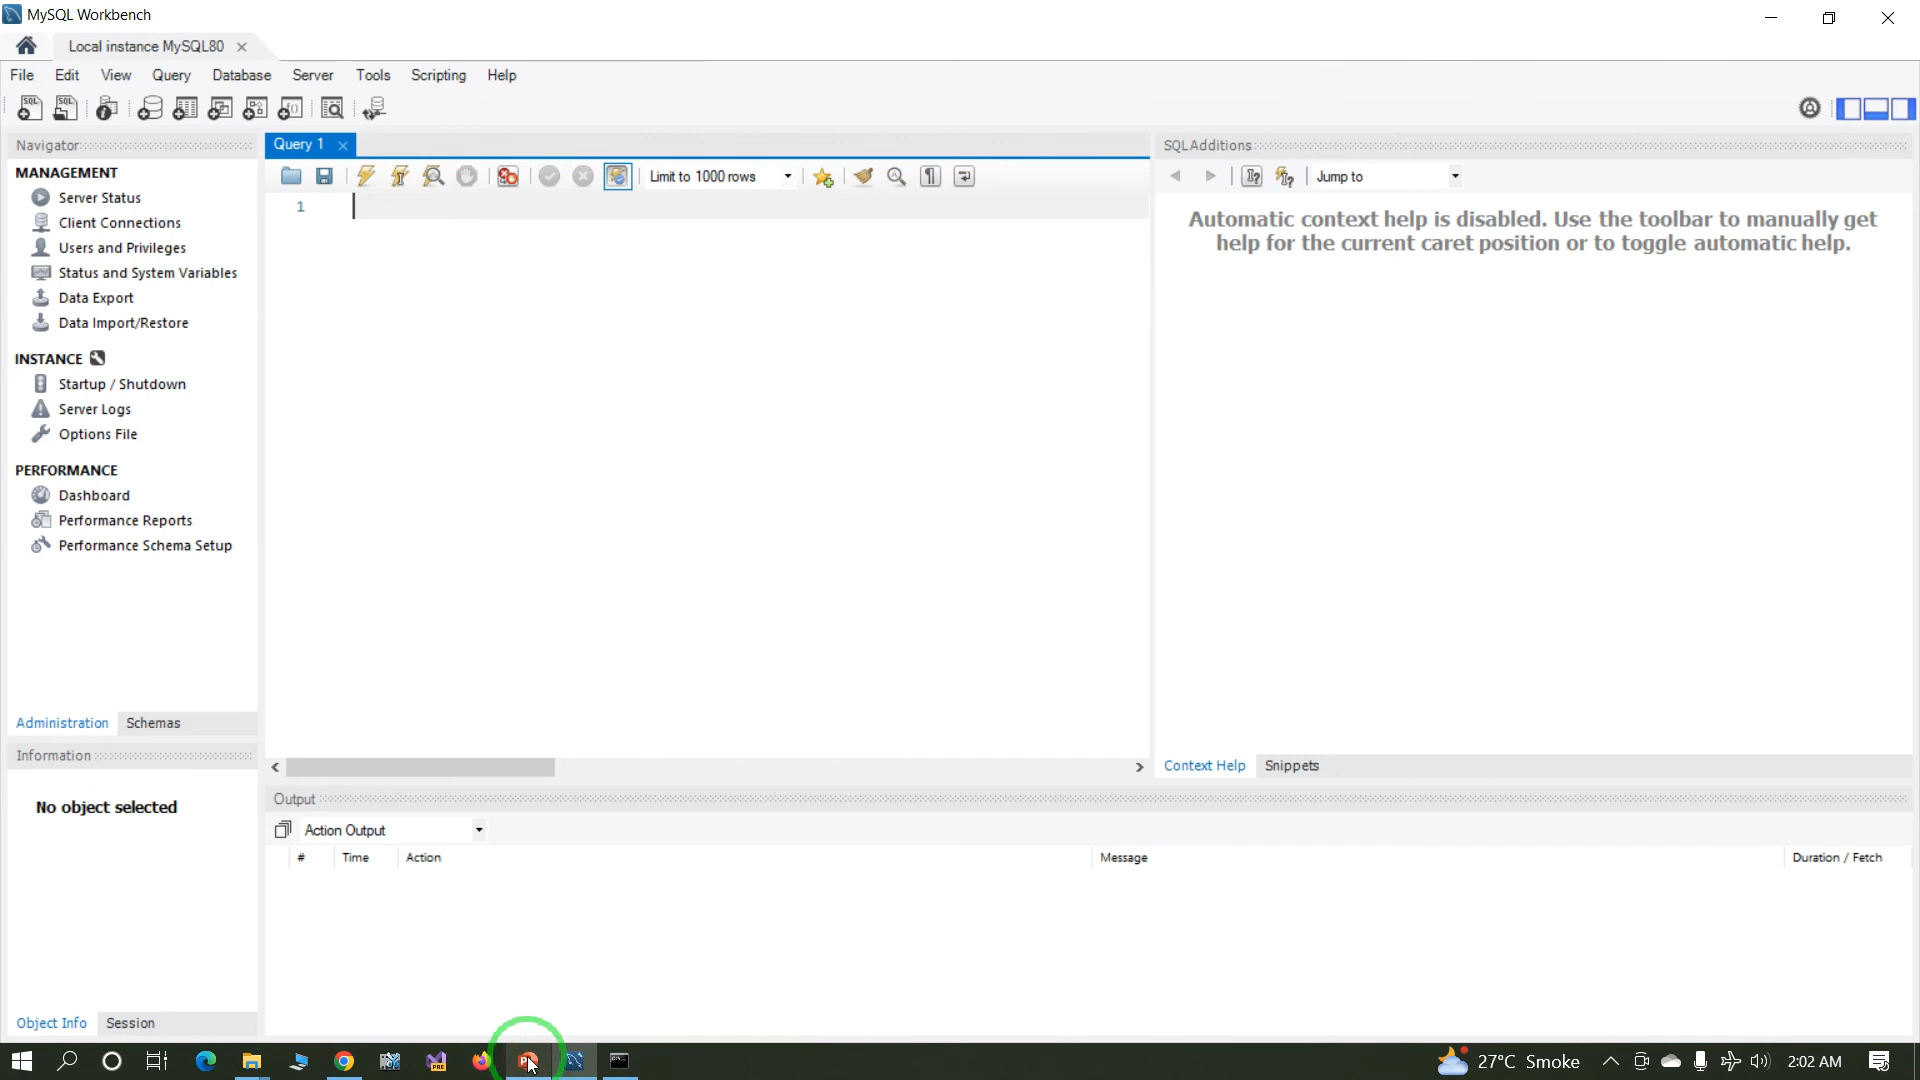 MySQL Workbench
Local instance MySQL80
File Edit View Query Database Server Tools Scripting Help
Navigator
MANAGEMENT
Server Status
Client Connections
Users and Privileges
Status and System Variables
Data Export
Data Import/Restore
INSTANCE
Startup / Shutdown
Server Logs
Options File
PERFORMANCE
Dashboard
Performance Reports
Performance Schema Setup
Administration Schemas
Information
No object selected
Object Info Session
Query 1
Limit to 1000 rows
1
SQLAdditions
Jump to
Automatic context help is disabled. Use the toolbar to manually get
help for the current caret position or to toggle automatic help.
Context Help Snippets
Output
Action Output
# Time Action Message Duration / Fetch
27°C Smoke
2:02 AM